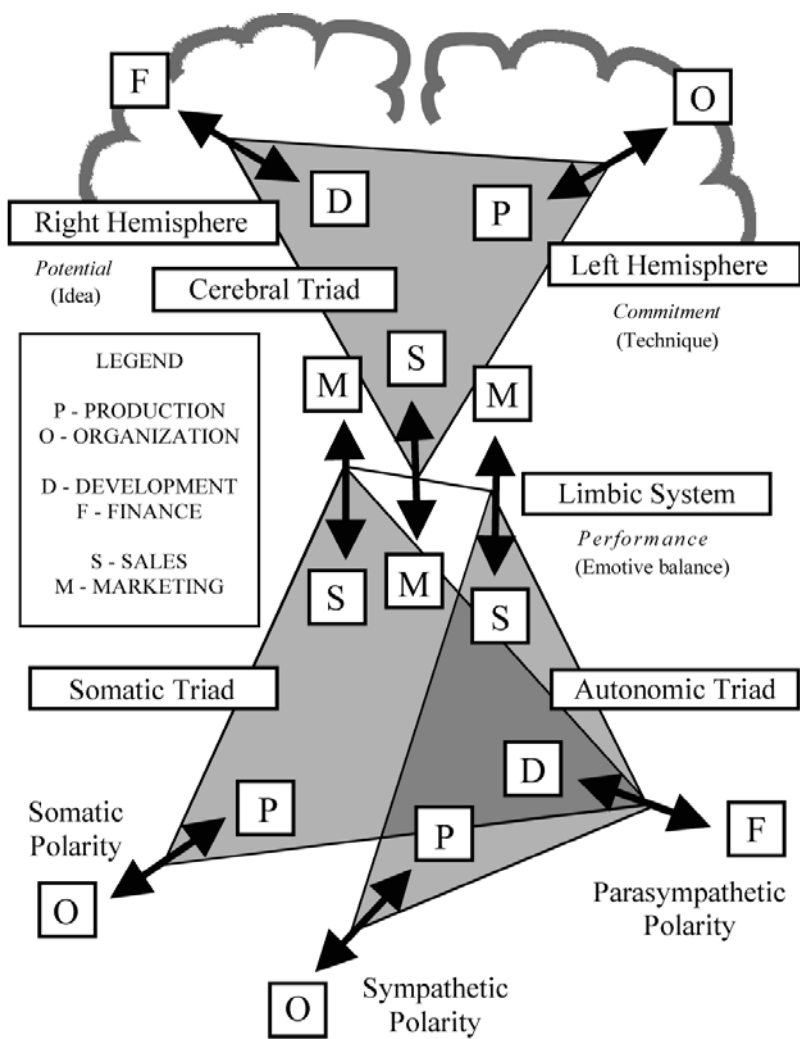 F
O
D
P
Right Hemisphere
Left Hemisphere
Potential
(Idea)
Cerebral Triad
Commitment
(Technique)
LEGEND
P - PRODUCTION
O - ORGANIZATION
D - DEVELOPMENT
F - FINANCE
S - SALES
M - MARKETING
M
S
M
Limbic System
Performance
(Emotive balance)
S
M
S
Somatic Triad
Autonomic Triad
D
Somatic
Polarity
P
P
F
O
Parasympathetic
Polarity
O
Sympathetic
Polarity